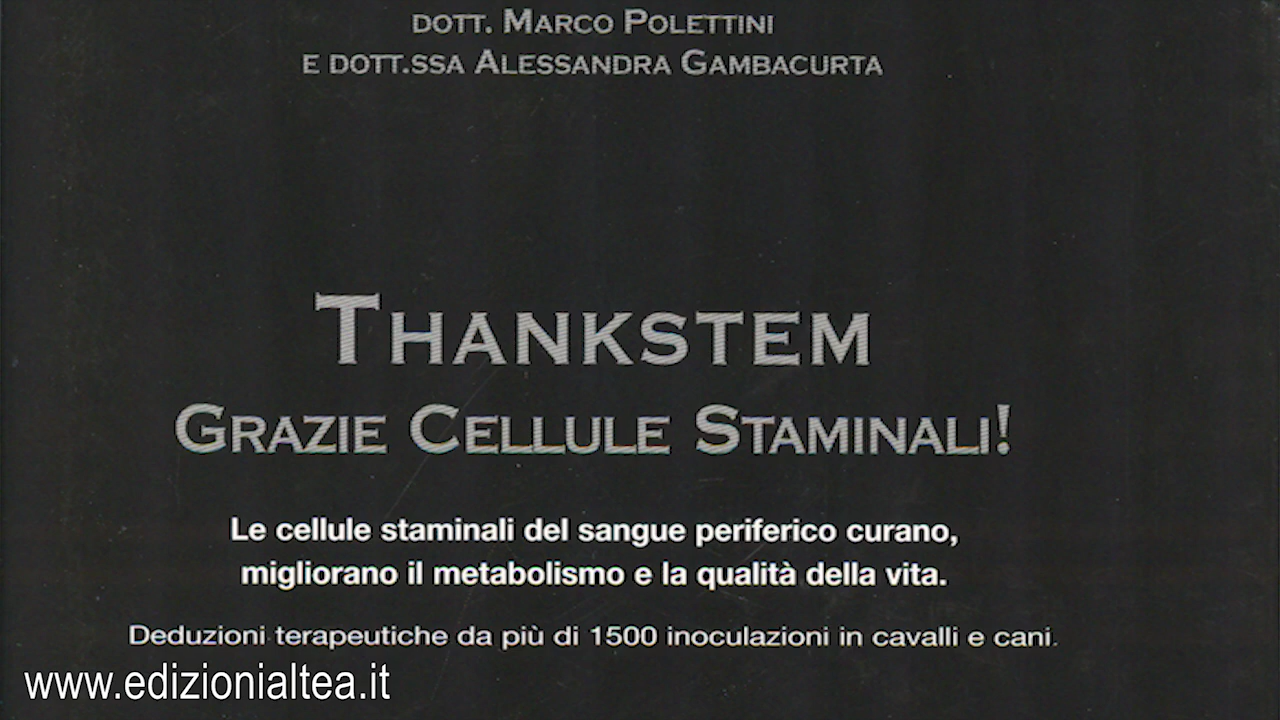 DOTT. MARCO POLETTINI
E DOTT.SSA ALESSANDRA GAMBACURTA
THANKSTEM
GRAZIE CELLULE STAMINALI!
Le cellule staminali del sangue periferico curano,
migliorano il metabolismo e la qualità della vita.
Deduzioni terapeutiche da più di 1500 inoculazioni in cavalli e cani.
www.edizionialtea.it